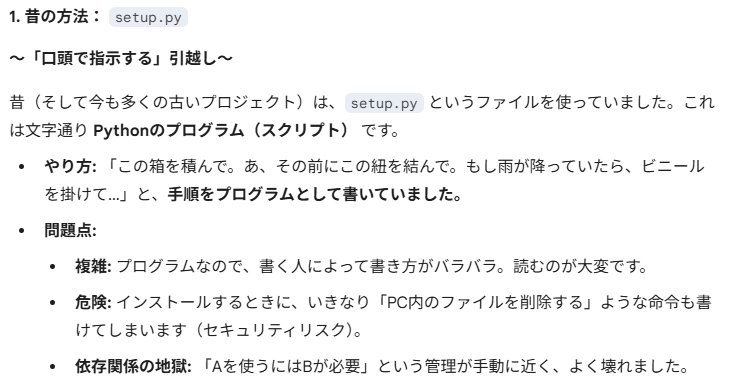 1. 昔の方法： setup.py
～「口頭で指示する」引越し～
昔（そして今も多くの古いプロジェクト）は、 setup.py というファイルを使っていました。これ
は文字通り Pythonのプログラム（スクリプト） です。
• やり方: 「この箱を積んで。あ、その前にこの紐を結んで。もし雨が降っていたら、ビニール
を掛けて...」と、手順をプログラムとして書いていました。
• 問題点:
• 複雑: プログラムなので、書く人によって書き方がバラバラ。読むのが大変です。
• 危険: インストールするときに、いきなり「PC内のファイルを削除する」ような命令も書
けてしまいます（セキュリティリスク）。
• 依存関係の地獄: 「Aを使うにはBが必要」という管理が手動に近く、よく壊れました。